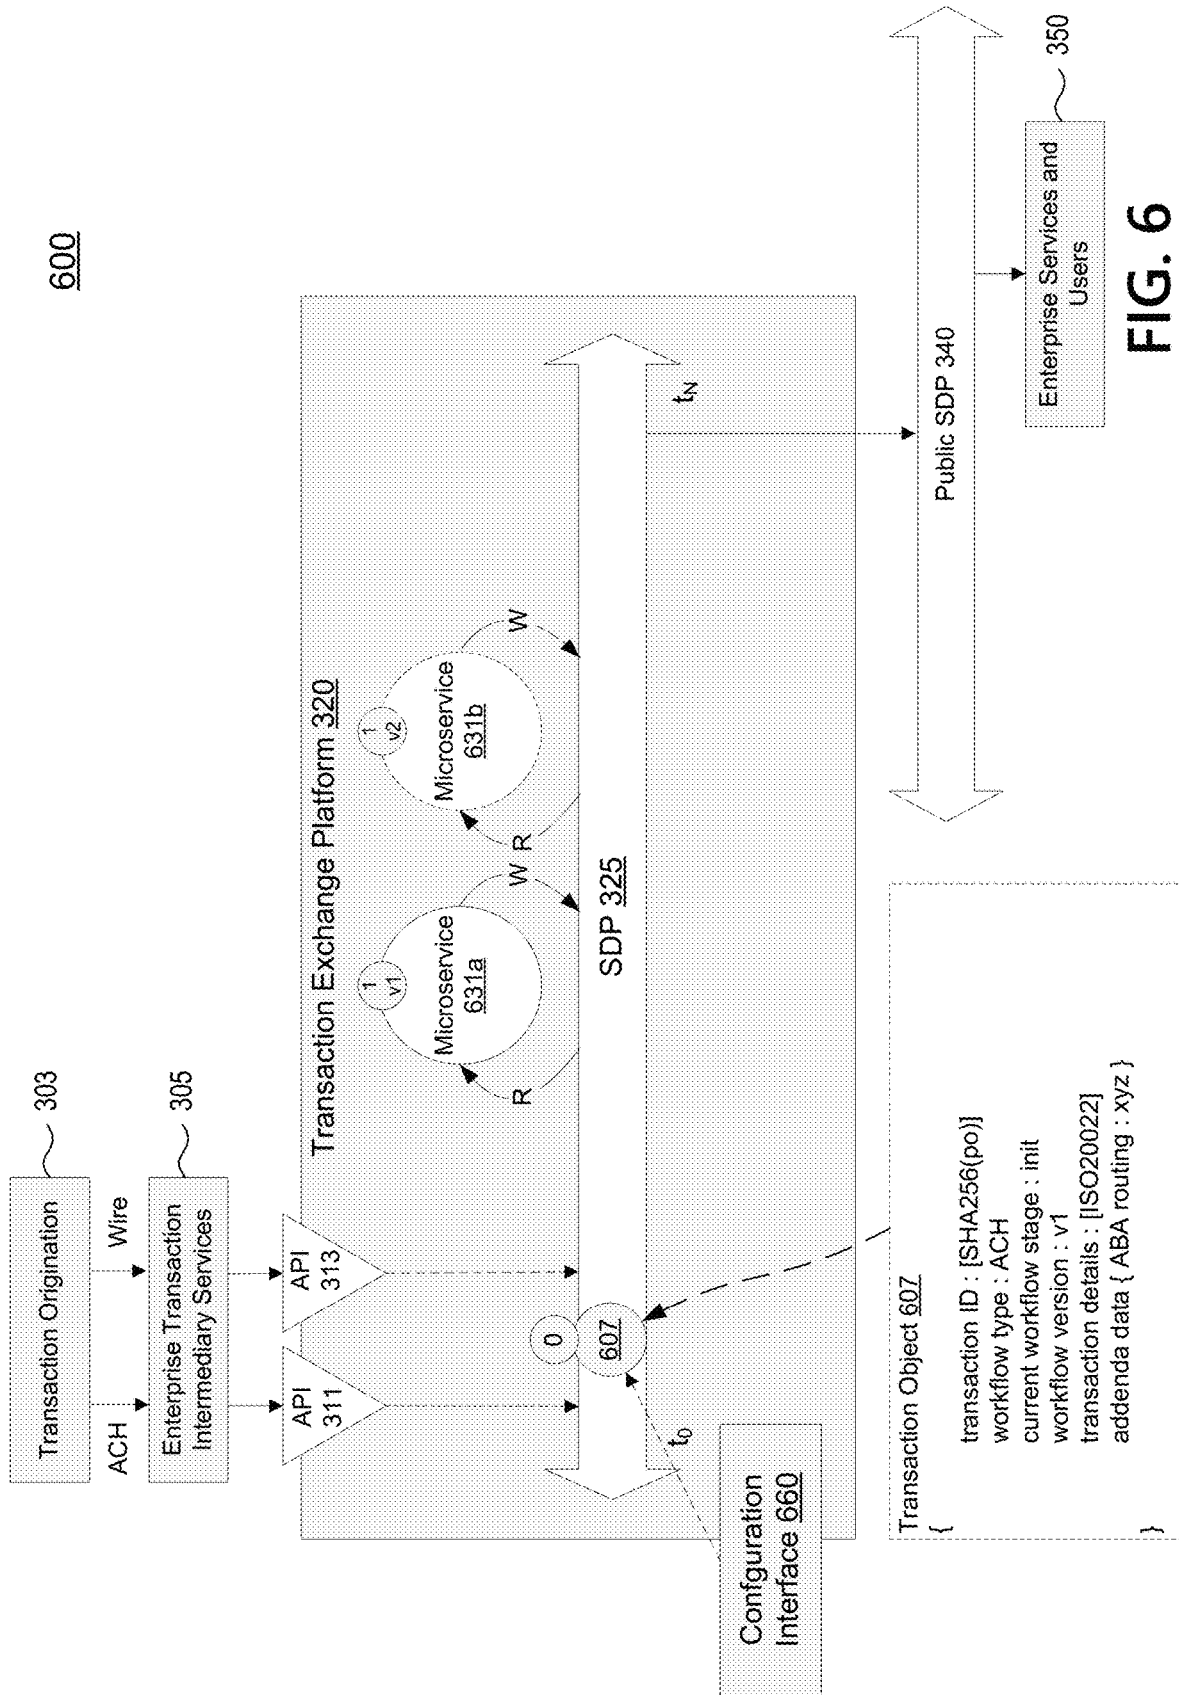 600
Transaction Origination
303
ACH
Wire
Enterprise Transaction
Intermediary Services
305
API
311
API
313
Transaction Exchange Platform 320
1
v1
Microservice
631a
R
W
1
v2
Microservice
631b
R
W
0
607
SDP 325
t0
tN
Confguration
Interface 660
Public SDP 340
Transaction Object 607
{
transaction ID : [SHA256(po)]
workflow type : ACH
current workflow stage : init
workflow version : v1
transaction details : [ISO20022]
addenda data { ABA routing : xyz }
}
Enterprise Services and
Users
350
FIG. 6